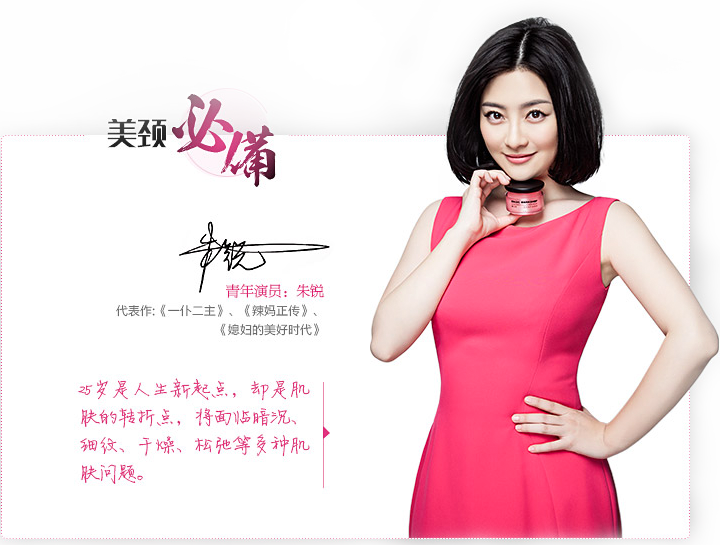 美颈必备
朱锐
青年演员：朱锐
代表作:《一仆二主》、《辣妈正传》、
《媳妇的美好时代》
25岁是人生新起点，却是肌
肤的转折点，将面临暗沉、
细纹、干燥、松弛等多种肌
肤问题。